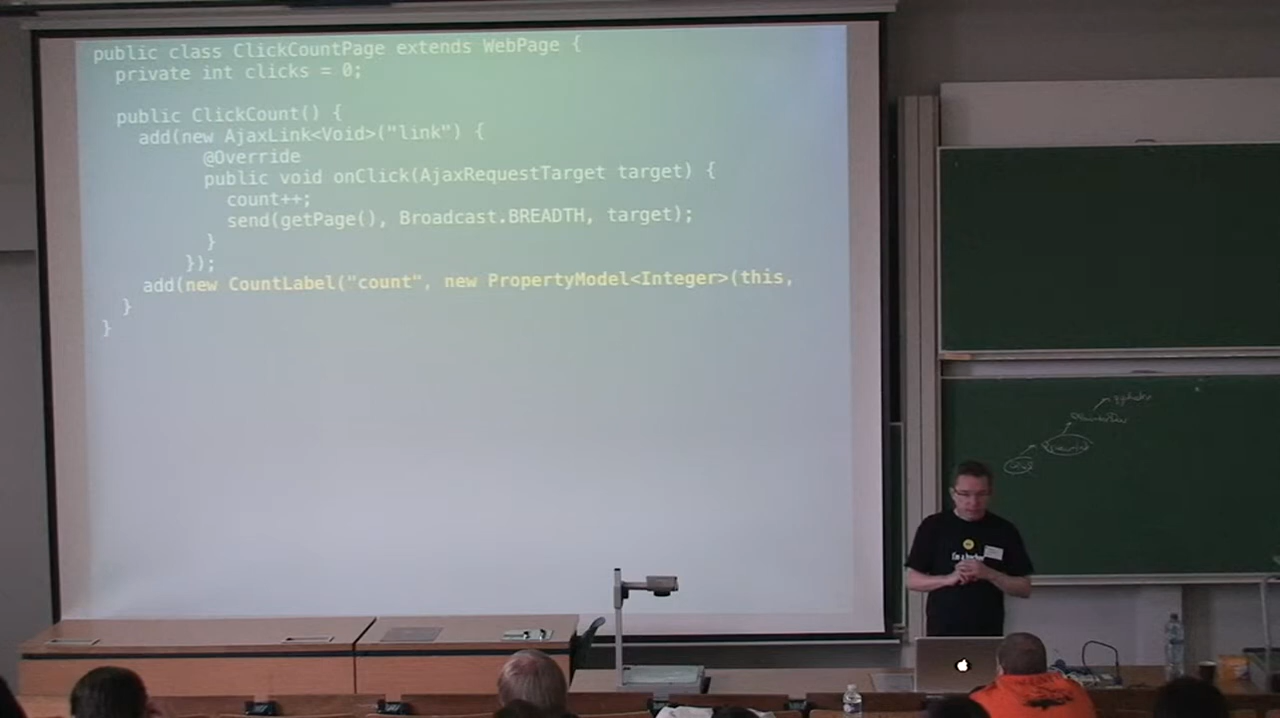 public class ClickCountPage extends WebPage {
private int clicks = 0;
public ClickCount() {
add(new AjaxLink<Void>("link") {
@Override
public void onClick(AjaxRequestTarget target) {
count++;
send(getPage(), Broadcast.BREADTH, target);
}
});
add(new CountLabel("count", new PropertyModel<Integer>(this,
}
}
I'm a